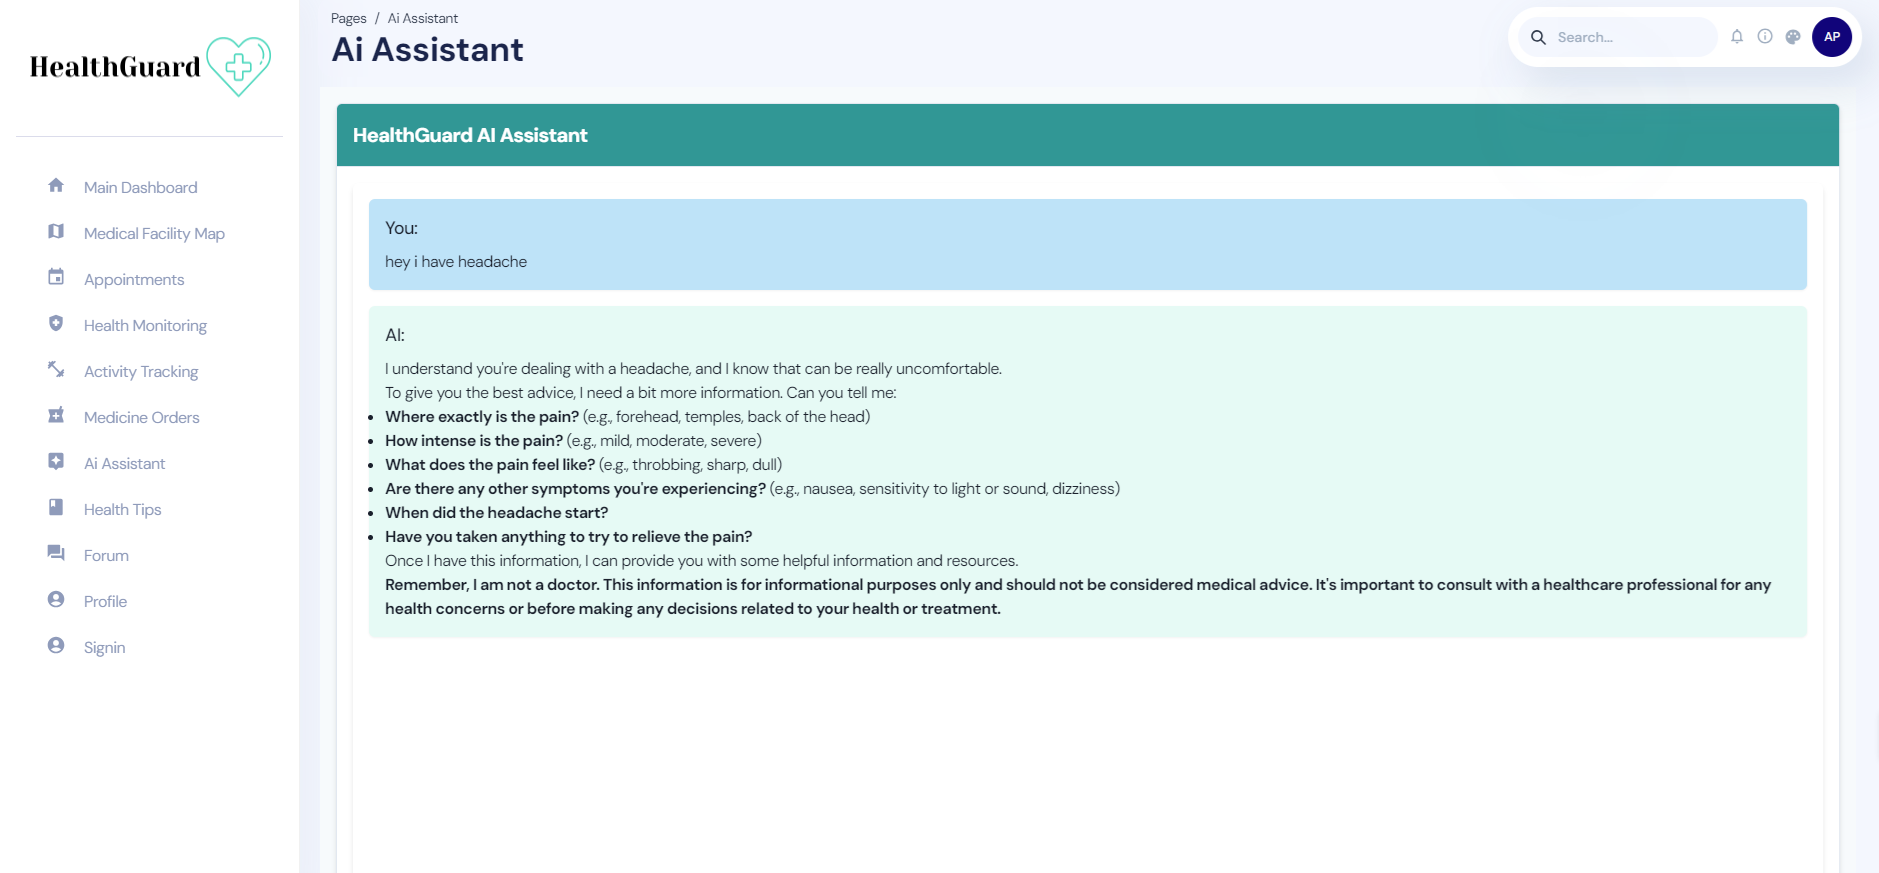 HealthGuard
Main Dashboard
Medical Facility Map
Appointments
Health Monitoring
Activity Tracking
Medicine Orders
Ai Assistant
Health Tips
Forum
Profile
Signin
Pages / Ai Assistant
Ai Assistant
Search...
AP
HealthGuard AI Assistant
You:
hey i have headache
AI:
I understand you're dealing with a headache, and I know that can be really uncomfortable.
To give you the best advice, I need a bit more information. Can you tell me:
• Where exactly is the pain? (e.g., forehead, temples, back of the head)
• How intense is the pain? (e.g., mild, moderate, severe)
• What does the pain feel like? (e.g., throbbing, sharp, dull)
• Are there any other symptoms you're experiencing? (e.g., nausea, sensitivity to light or sound, dizziness)
• When did the headache start?
• Have you taken anything to try to relieve the pain?
Once I have this information, I can provide you with some helpful information and resources.
Remember, I am not a doctor. This information is for informational purposes only and should not be considered medical advice. It's important to consult with a healthcare professional for any
health concerns or before making any decisions related to your health or treatment.